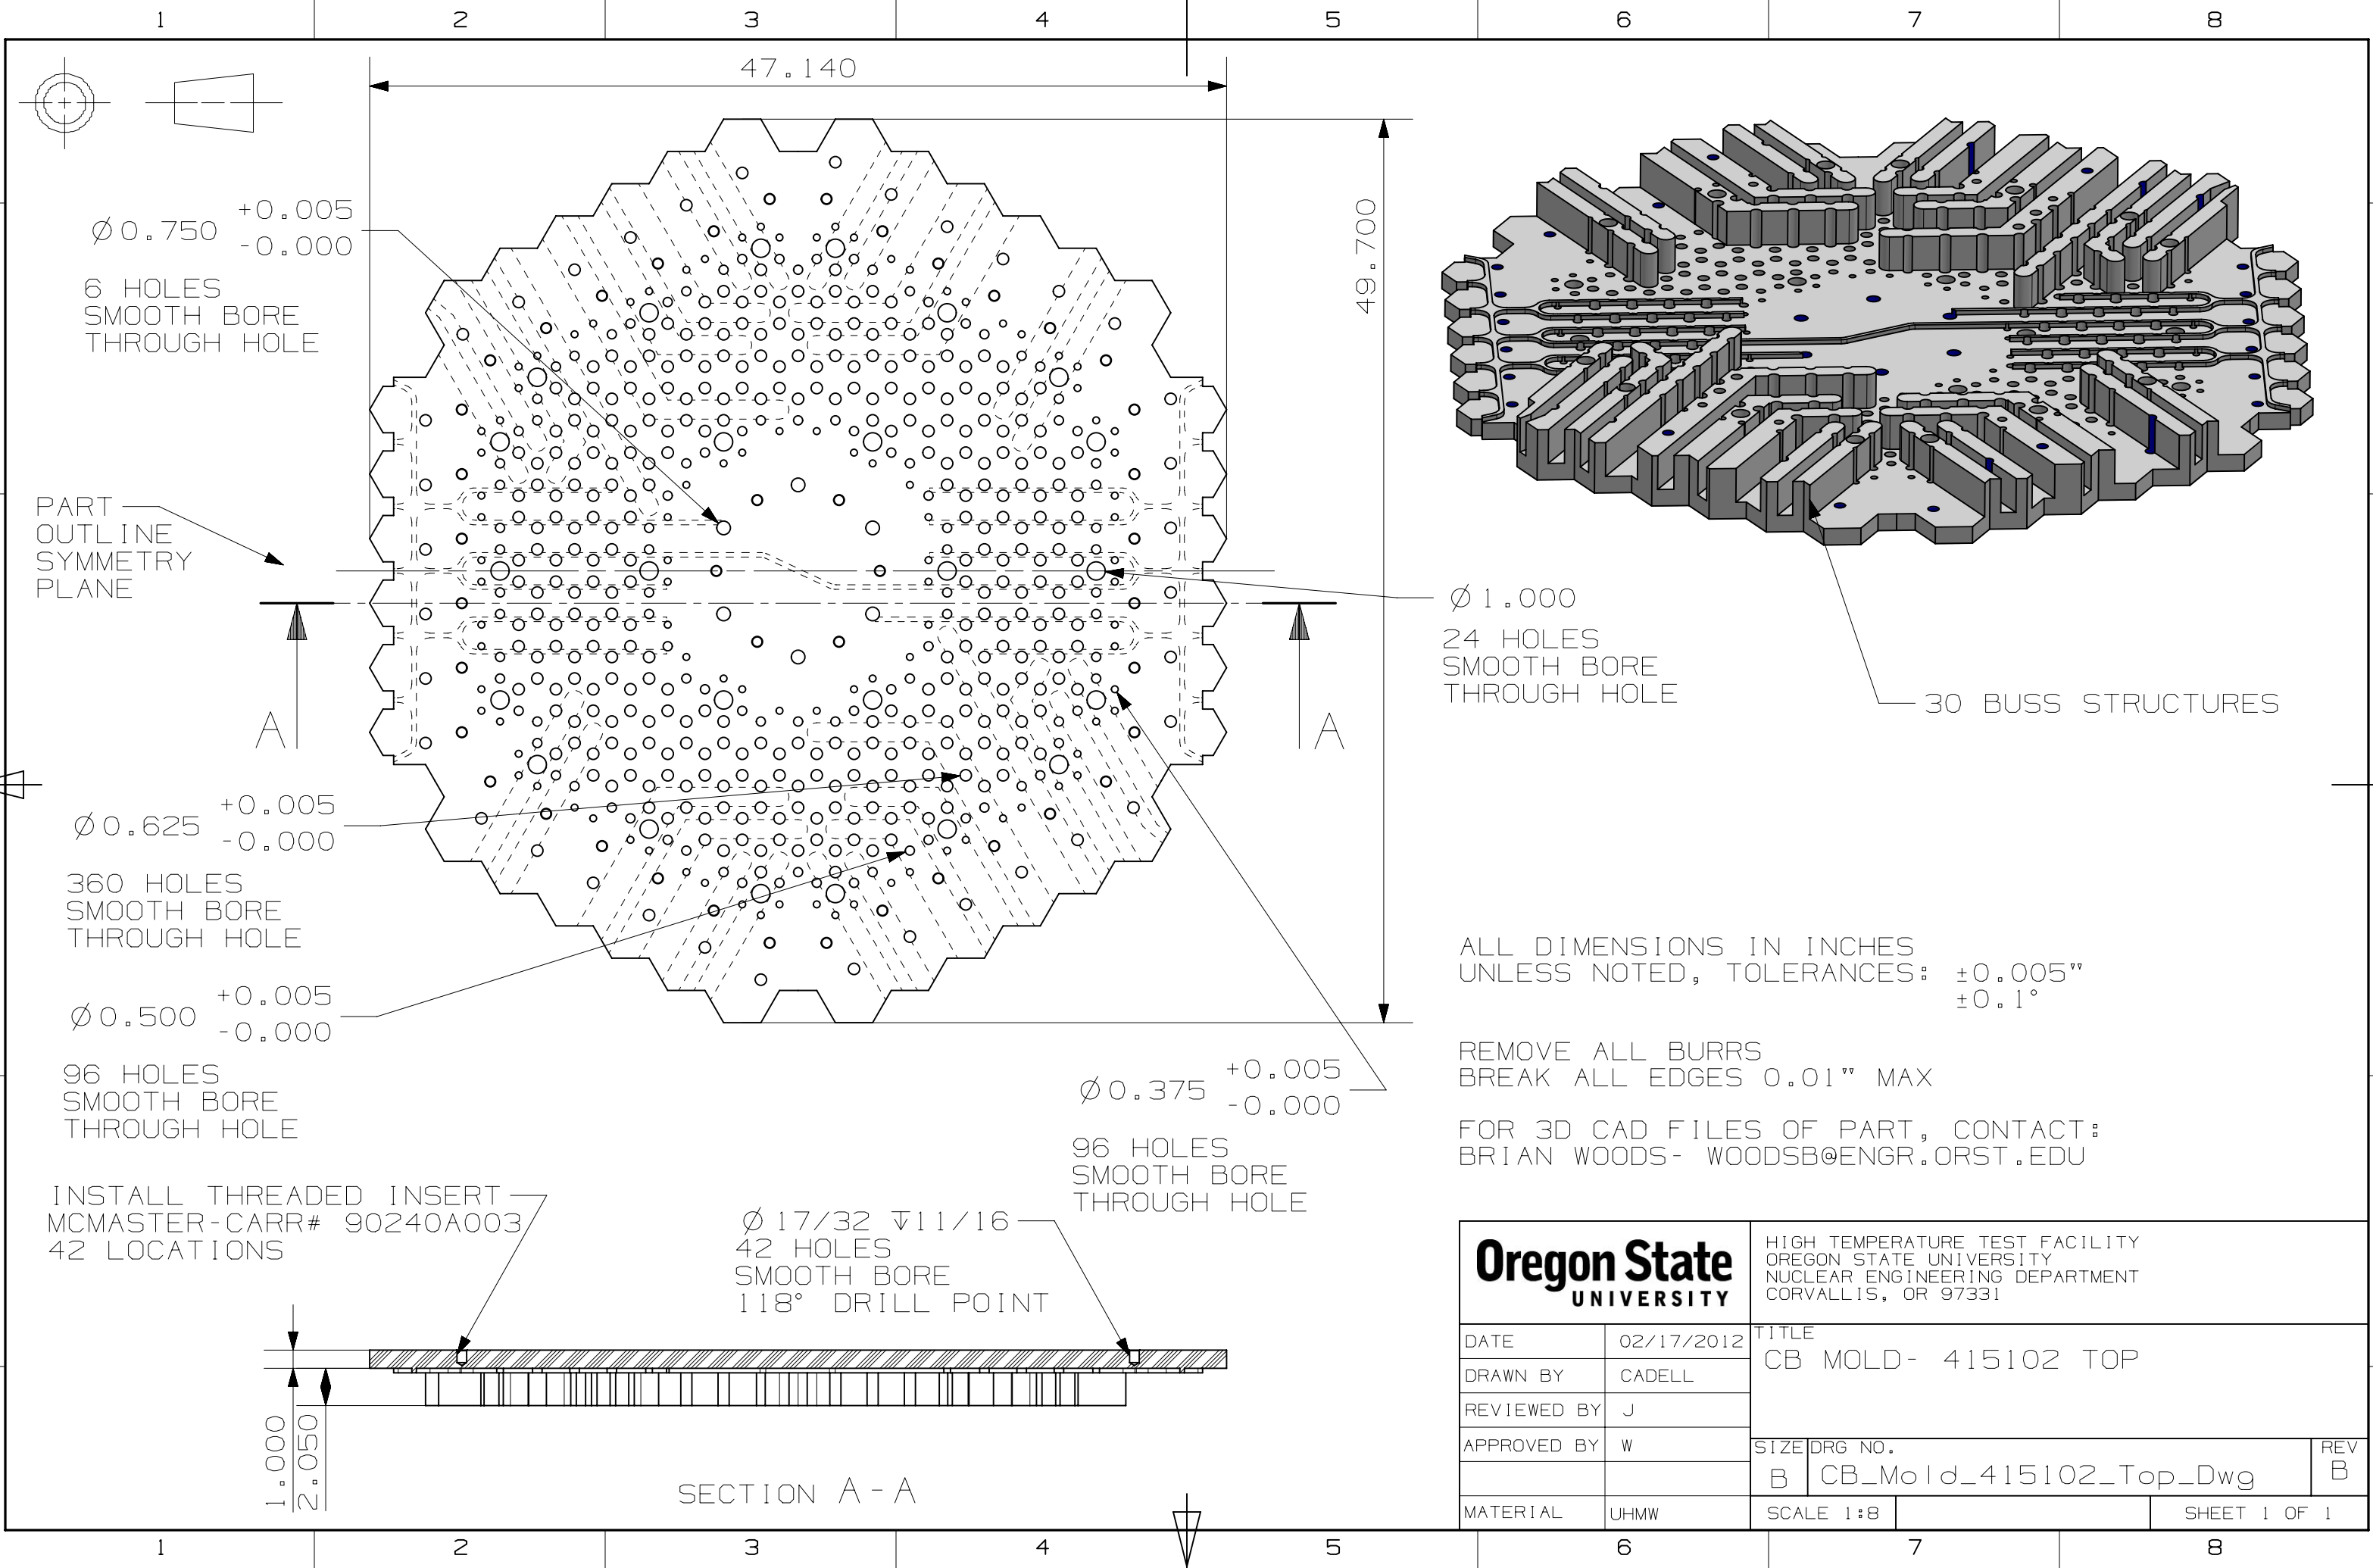 1 2 3 4 5 6 7 8
47.140
49.700
Ø0.750 +0.005
-0.000
6 HOLES
SMOOTH BORE
THROUGH HOLE
PART
OUTLINE
SYMMETRY
PLANE
A
A
Ø1.000
24 HOLES
SMOOTH BORE
THROUGH HOLE
30 BUSS STRUCTURES
Ø0.625 +0.005
-0.000
360 HOLES
SMOOTH BORE
THROUGH HOLE
Ø0.500 +0.005
-0.000
96 HOLES
SMOOTH BORE
THROUGH HOLE
Ø0.375 +0.005
-0.000
96 HOLES
SMOOTH BORE
THROUGH HOLE
ALL DIMENSIONS IN INCHES
UNLESS NOTED, TOLERANCES: ±0.005"
±0.1°
REMOVE ALL BURRS
BREAK ALL EDGES 0.01" MAX
FOR 3D CAD FILES OF PART, CONTACT:
BRIAN WOODS- WOODSB@ENGR.ORST.EDU
INSTALL THREADED INSERT
MCMASTER-CARR# 90240A003
42 LOCATIONS
Ø17/32 ↧11/16
42 HOLES
SMOOTH BORE
118° DRILL POINT
1.000
2.050
SECTION A-A
Oregon State
UNIVERSITY
HIGH TEMPERATURE TEST FACILITY
OREGON STATE UNIVERSITY
NUCLEAR ENGINEERING DEPARTMENT
CORVALLIS, OR 97331
DATE 02/17/2012
DRAWN BY CADELL
REVIEWED BY J
APPROVED BY W
MATERIAL UHMW
TITLE
CB MOLD- 415102 TOP
SIZE DRG NO. REV
B CB_Mold_415102_Top_Dwg B
SCALE 1:8 SHEET 1 OF 1
1 2 3 4 5 6 7 8